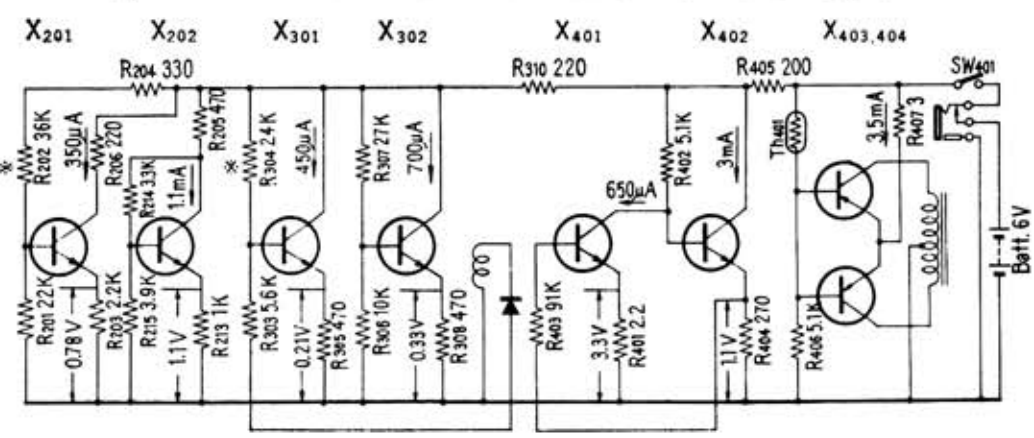 X201 X202 X301 X302 X401 X402 X403,404
R204 330 R310 220 R405 200 SW401
* R202 36K
350μA
R206 220
R205 470
R214 3.3K
1.1mA
* R304 24K
450μA
R307 27K
700μA
650μA
R402 5.1K
3mA
Th401
3.5mA
R407 3
Batt. 6V
R201 22K
0.78V
R203 2.2K
R215 3.9K
1.1V
R213 1K
R303 5.6K
0.21V
R305 470
R306 10K
0.33V
R308 470
R403 91K
3.3V
R401 2.2
1.1V
R404 270
R406 5.1K